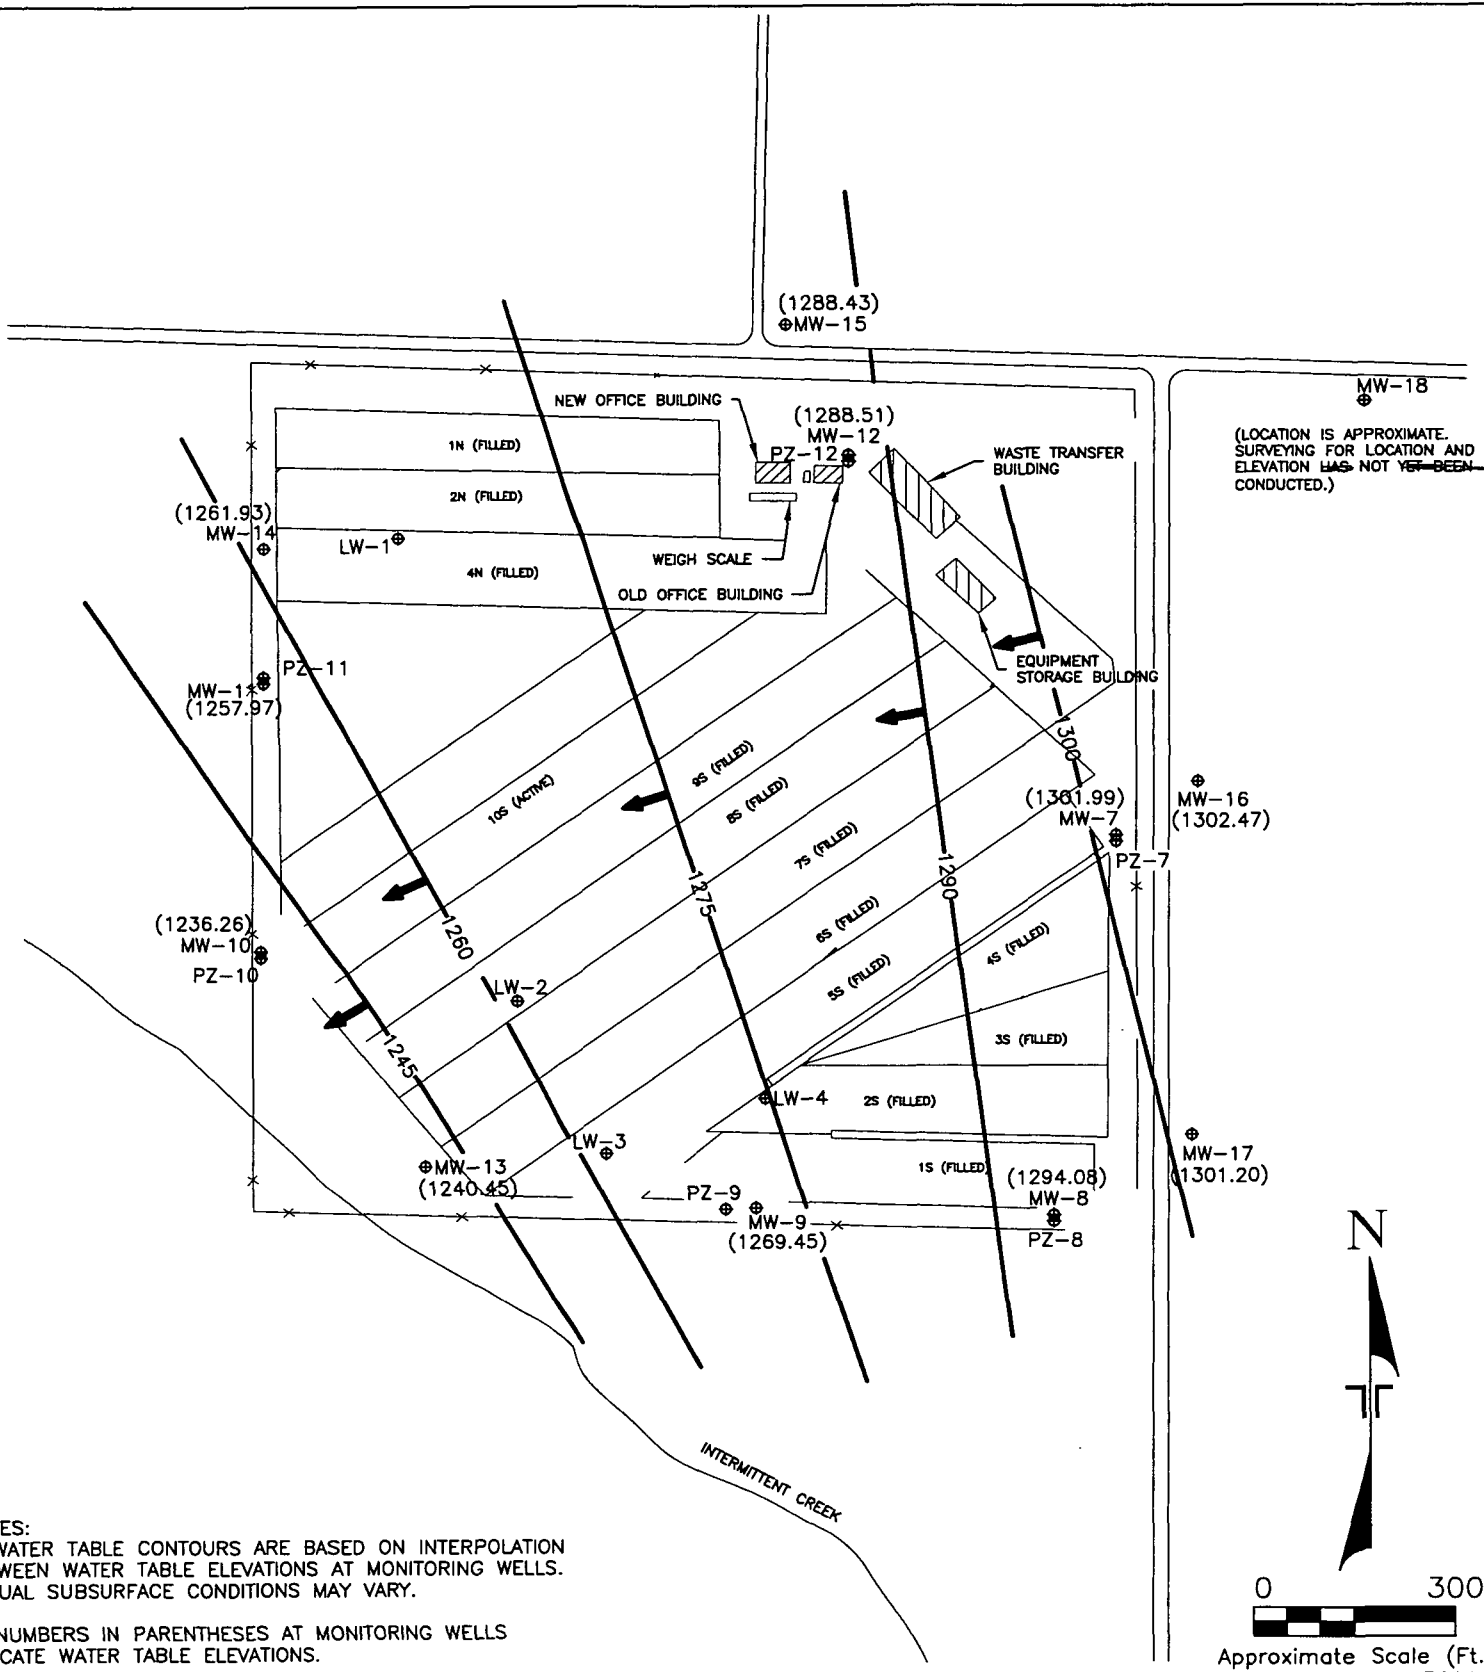 (1288.43)
MW-15
MW-18
NEW OFFICE BUILDING
(1288.51)
MW-12
PZ-12
WASTE TRANSFER
BUILDING
(LOCATION IS APPROXIMATE.
SURVEYING FOR LOCATION AND
ELEVATION HAS NOT YET BEEN
CONDUCTED.)
1N (FILLED)
2N (FILLED)
(1261.93)
MW-14
LW-1
WEIGH SCALE
4N (FILLED)
OLD OFFICE BUILDING
PZ-11
MW-1
(1257.97)
EQUIPMENT
STORAGE BUILDING
1300
9S (FILLED)
10S (ACTIVE)
8S (FILLED)
(1301.99)
MW-7
PZ-7
MW-16
(1302.47)
7S (FILLED)
1275
1290
(1236.26)
MW-10
PZ-10
1260
6S (FILLED)
4S (FILLED)
5S (FILLED)
LW-2
1245
3S (FILLED)
LW-4
2S (FILLED)
LW-3
MW-13
(1240.45)
1S (FILLED)
MW-17
(1301.20)
(1294.08)
MW-8
PZ-8
PZ-9
MW-9
(1269.45)
N
INTERMITTENT CREEK
ES:
WATER TABLE CONTOURS ARE BASED ON INTERPOLATION
WEEN WATER TABLE ELEVATIONS AT MONITORING WELLS.
UAL SUBSURFACE CONDITIONS MAY VARY.
NUMBERS IN PARENTHESES AT MONITORING WELLS
CATE WATER TABLE ELEVATIONS.
0 300
Approximate Scale (Ft.